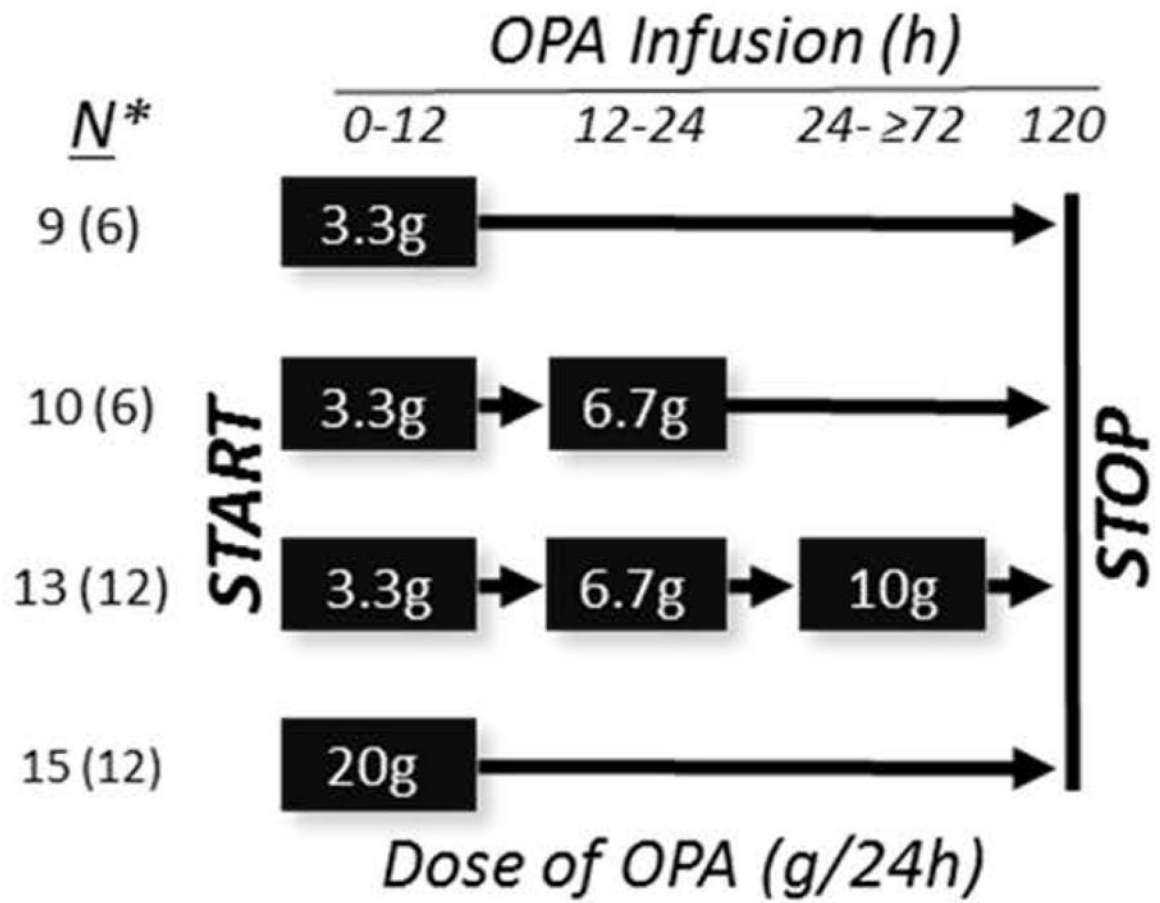 OPA Infusion (h)
N* 0-12 12-24 24- ≥72 120
9 (6) 3.3g
10 (6) 3.3g 6.7g
START
STOP
13 (12) 3.3g 6.7g 10g
15 (12) 20g
Dose of OPA (g/24h)